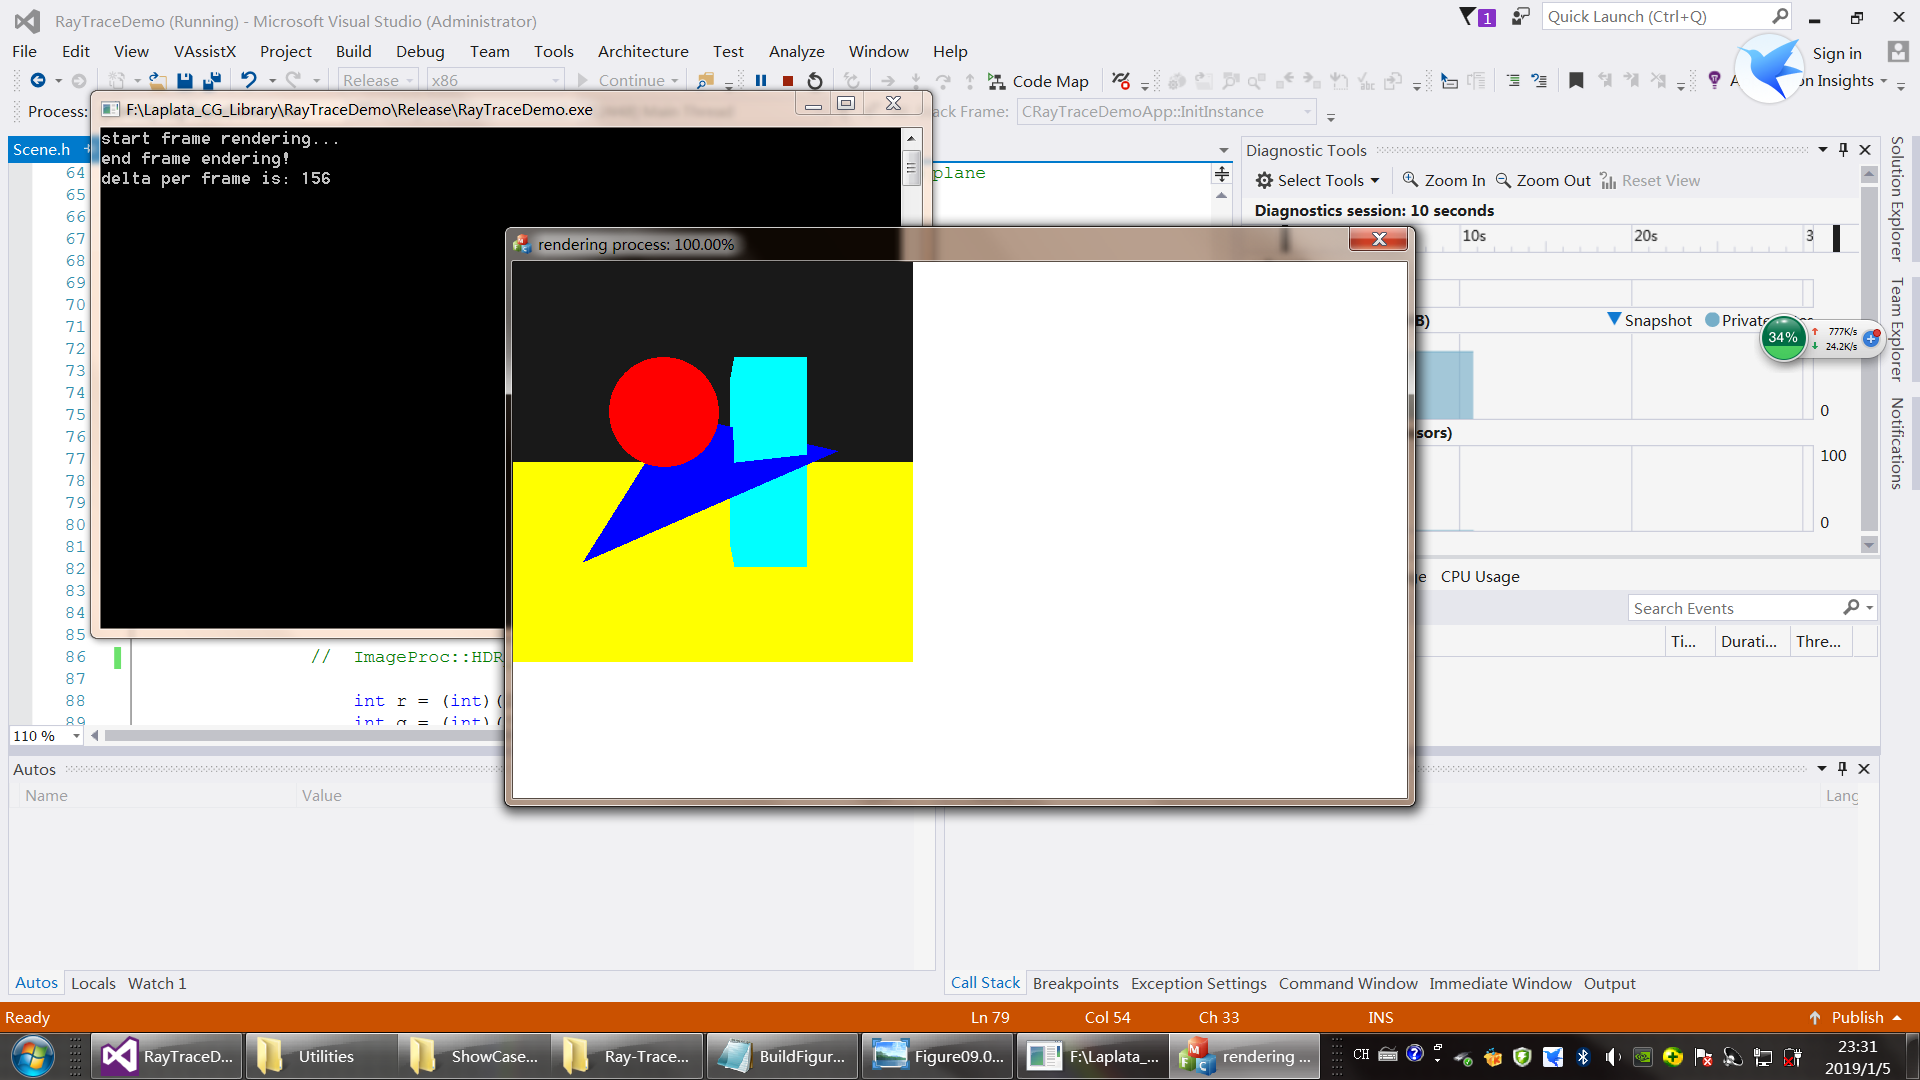 RayTraceDemo (Running) - Microsoft Visual Studio (Administrator)
1
Quick Launch (Ctrl+Q)
File Edit View VAssistX Project Build Debug Team Tools Architecture Test Analyze Window Help
Sign in
Release x86 Continue Code Map
on Insights
Process:
ck Frame: CRayTraceDemoApp::InitInstance
F:\Laplata_CG_Library\RayTraceDemo\Release\RayTraceDemo.exe
start frame rendering...
end frame endering!
delta per frame is: 156
Scene.h
plane
64
65
66
67
68
69
70
71
72
73
74
75
76
77
78
79
80
81
82
83
84
85
86 // ImageProc::HDR
87
88 int r = (int)(
89 int g = (int)(
110 %
rendering process: 100.00%
Diagnostic Tools
Select Tools Zoom In Zoom Out Reset View
Diagnostics session: 10 seconds
10s 20s 3
B) Snapshot
34% 777K/s
24.2K/s
0
sors)
100
0
e CPU Usage
Search Events
Ti... Durati... Thre...
Solution Explorer
Team Explorer
Notifications
Autos
Name Value
Lang
Autos Locals Watch 1
Call Stack Breakpoints Exception Settings Command Window Immediate Window Output
Ready
Ln 79 Col 54 Ch 33 INS
Publish
RayTraceD... Utilities ShowCase... Ray-Trace... BuildFigur... Figure09.0... F:\Laplata_... rendering ...
CH
23:31
2019/1/5